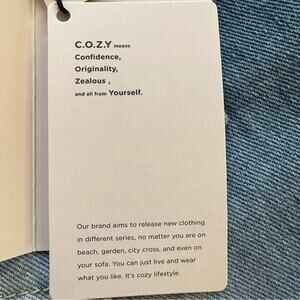 C.O.Z.Y means
Confidence,
Originality,
Zealous ,
and all from Yourself.
Our brand aims to release new clothing
in different series, no matter you are on
beach, garden, city cross, and even on
your sofa. You can just live and wear
what you like. It's cozy lifestyle.